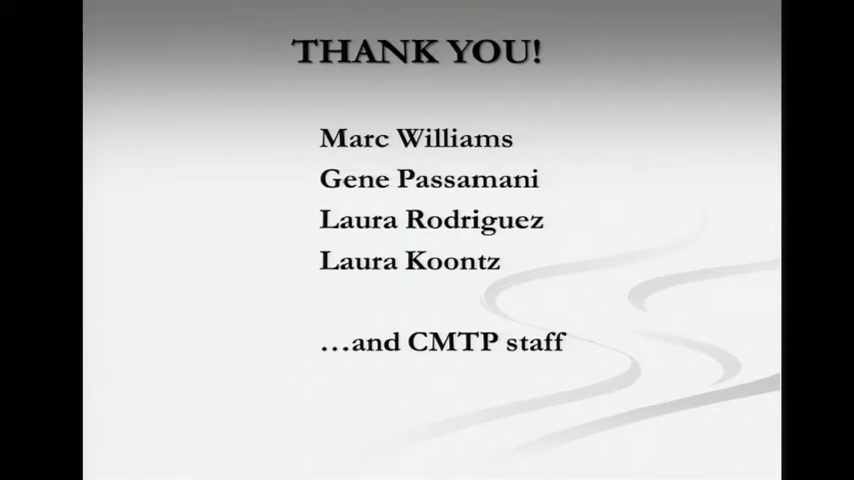 THANK YOU!
Marc Williams
Gene Passamani
Laura Rodriguez
Laura Koontz
…and CMTP staff